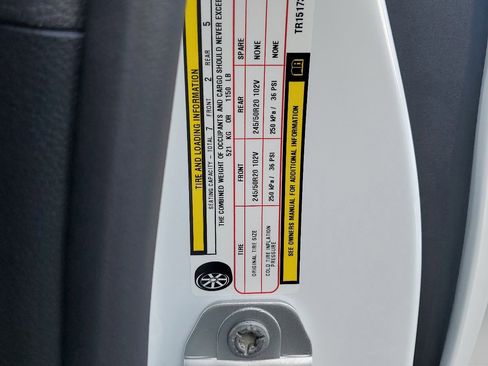 TIRE AND LOADING INFORMATION
SEATING CAPACITY - TOTAL 7 FRONT 2 REAR 5
THE COMBINED WEIGHT OF OCCUPANTS AND CARGO SHOULD NEVER EXCEE
521 KG OR 1150 LB
TIRE FRONT REAR SPARE
ORIGINAL TIRE SIZE 245/50R20 102V 245/50R20 102V NONE
COLD TIRE INFLATION PRESSURE 250 kPa / 36 PSI 250 kPa / 36 PSI NONE
SEE OWNERS MANUAL FOR ADDITIONAL INFORMATION
TR1517